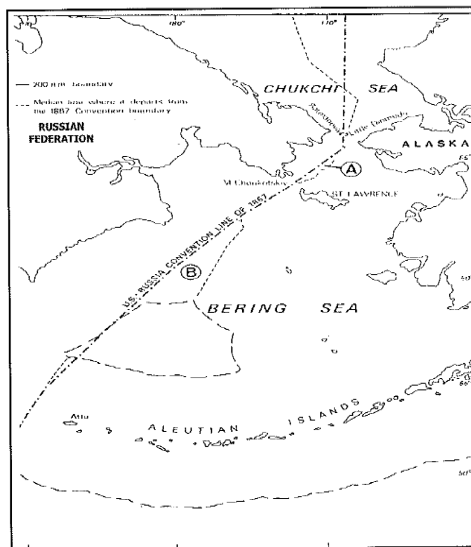 180°
170°
CHUKCHI SEA
200 n.m. boundary
Median line where it departs from
the 1867 Convention boundary
RUSSIAN
FEDERATION
Little Diomede
ALASKA
A
M Chukotskiy
ST LAWRENCE
U.S. RUSSIA CONVENTION LINE OF 1867
B
BERING SEA
Attu
ALEUTIAN ISLANDS